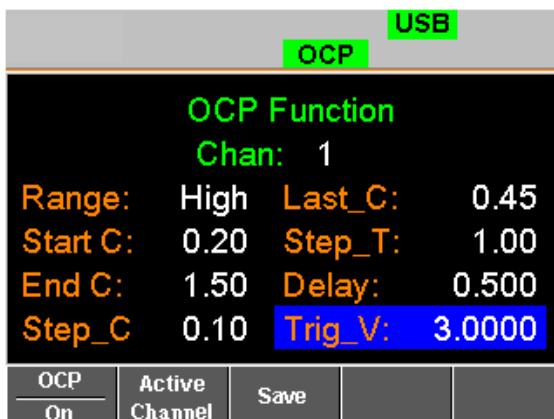 USB
OCP
OCP Function
Chan: 1
Range: High Last_C: 0.45
Start C: 0.20 Step_T: 1.00
End C: 1.50 Delay: 0.500
Step_C 0.10 Trig_V: 3.0000
OCP Active Save
On Channel